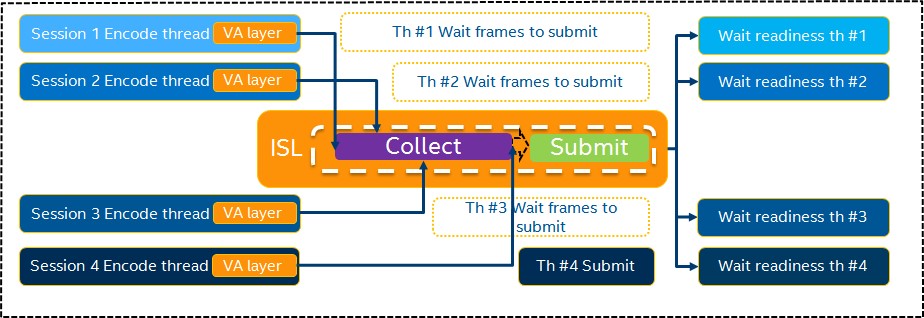 Session 1 Encode thread VA layer
Th #1 Wait frames to submit
Wait readiness th #1
Session 2 Encode thread VA layer
Th #2 Wait frames to submit
Wait readiness th #2
ISL
Collect
Submit
Session 3 Encode thread VA layer
Th #3 Wait frames to
submit
Wait readiness th #3
Session 4 Encode thread VA layer
Th #4 Submit
Wait readiness th #4